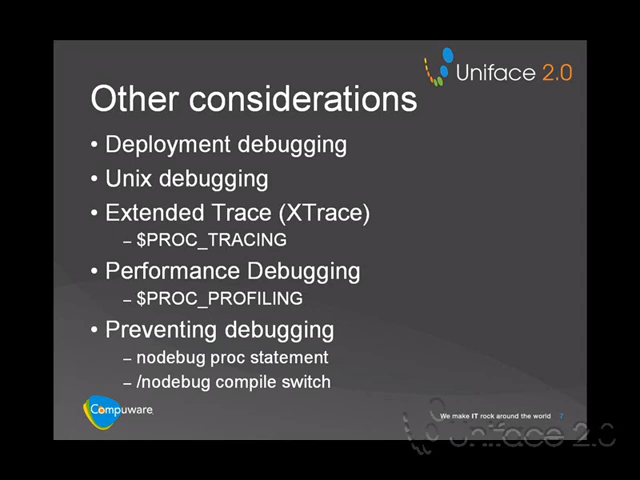 Uniface 2.0
Other considerations
• Deployment debugging
• Unix debugging
• Extended Trace (XTrace)
– $PROC_TRACING
• Performance Debugging
– $PROC_PROFILING
• Preventing debugging
– nodebug proc statement
– /nodebug compile switch
Compuware
We make IT rock around the world 7
Uniface 2.0